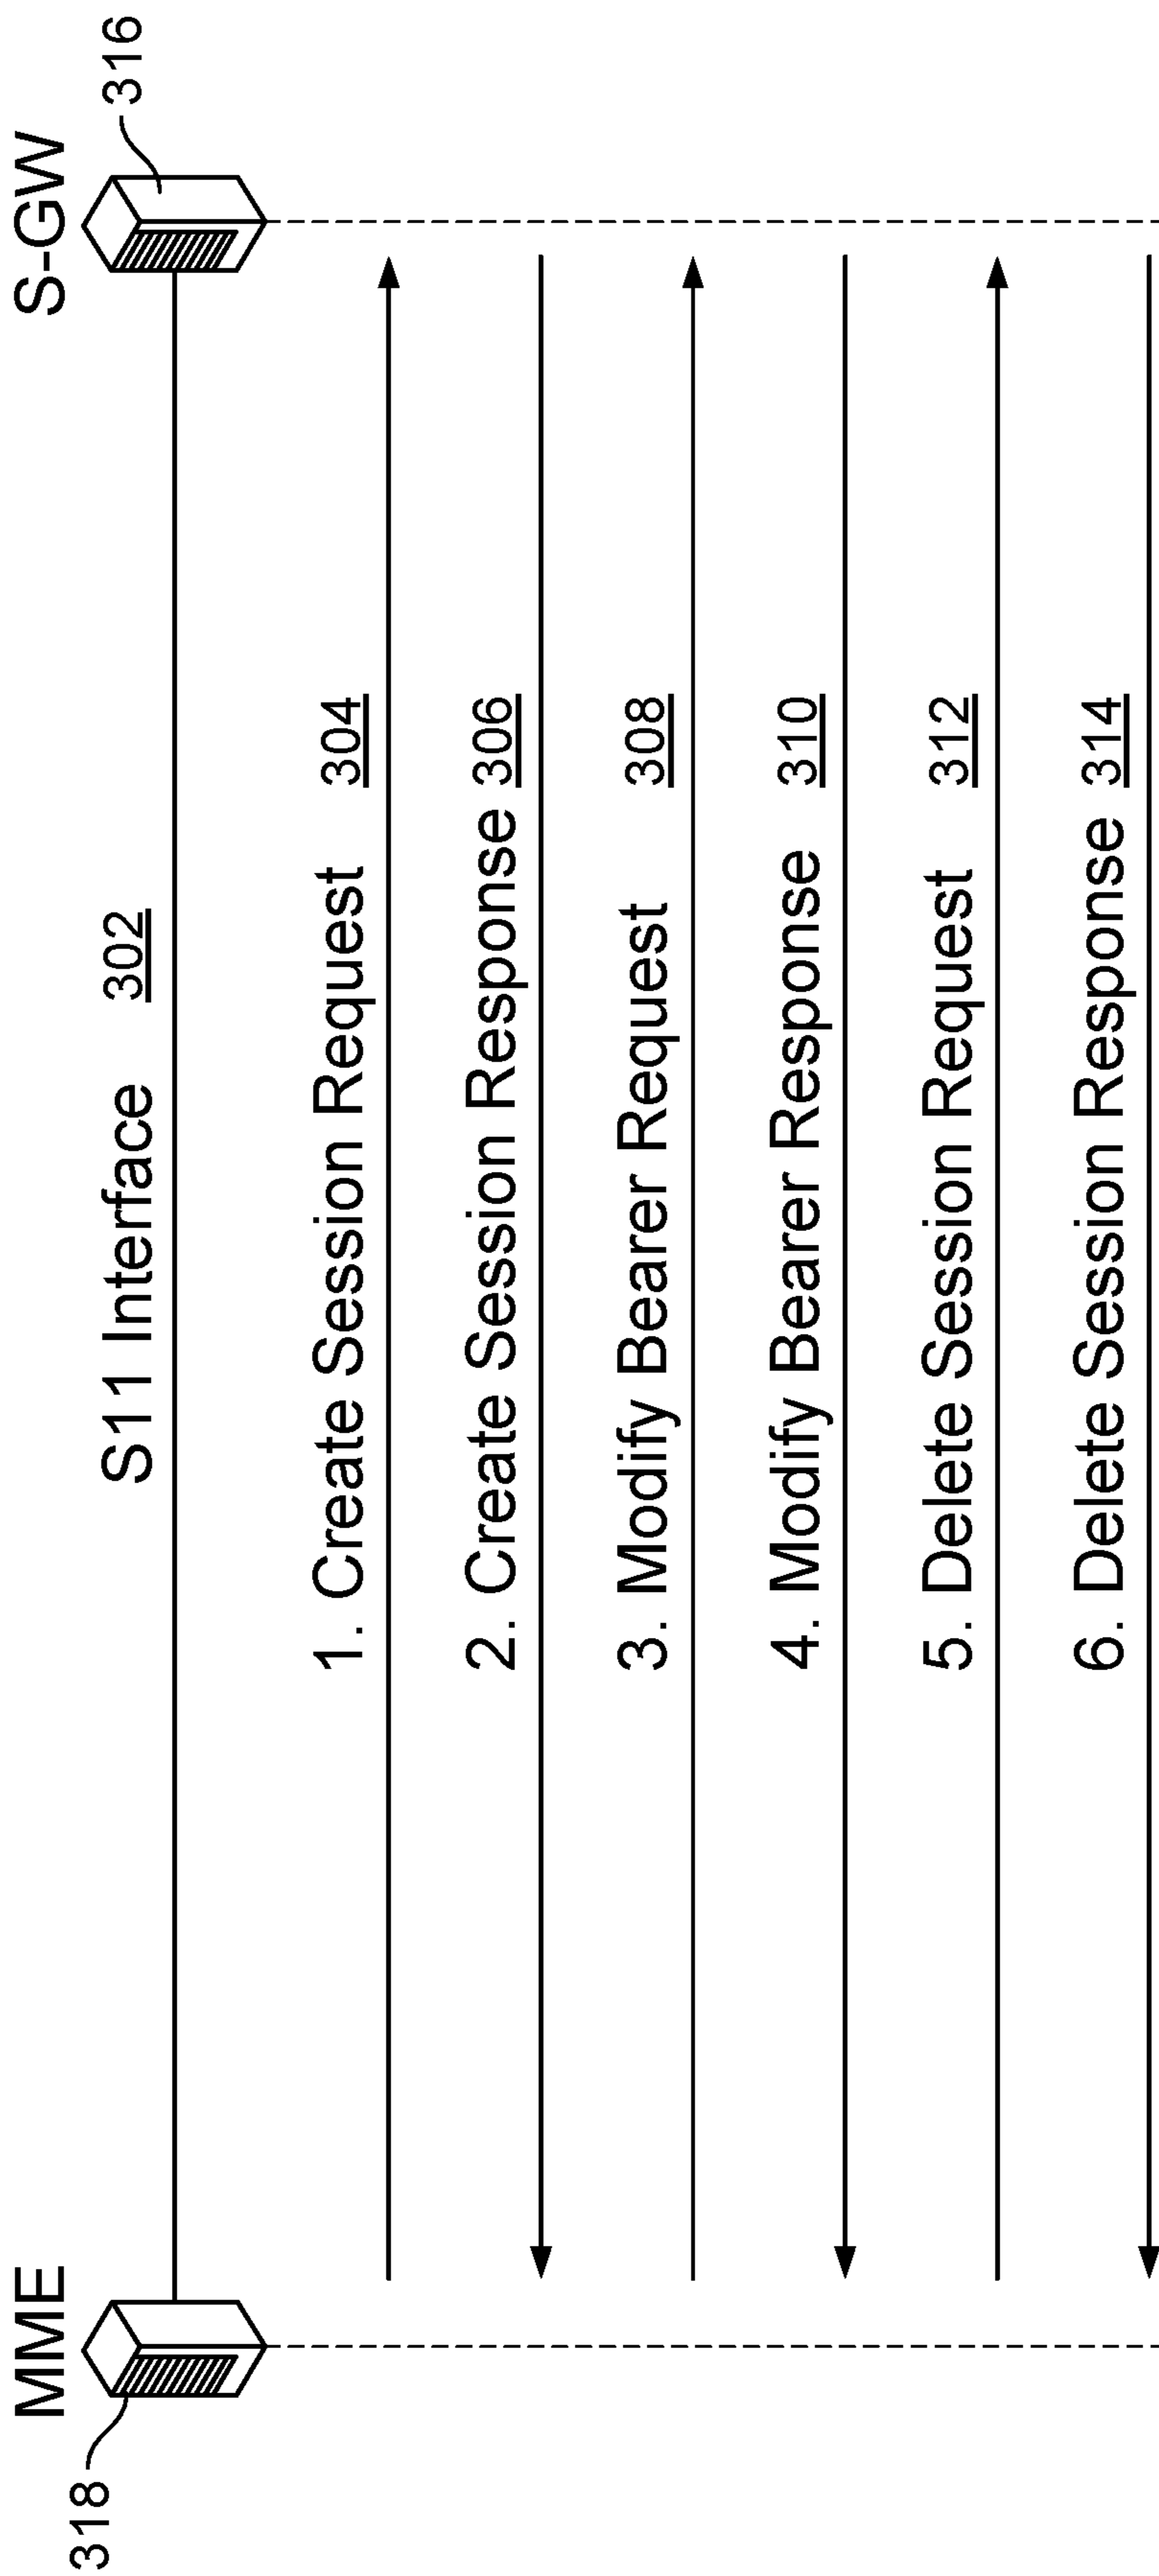 MME
S-GW
318
316
S11 Interface 302
1. Create Session Request 304
2. Create Session Response 306
3. Modify Bearer Request 308
4. Modify Bearer Response 310
5. Delete Session Request 312
6. Delete Session Response 314